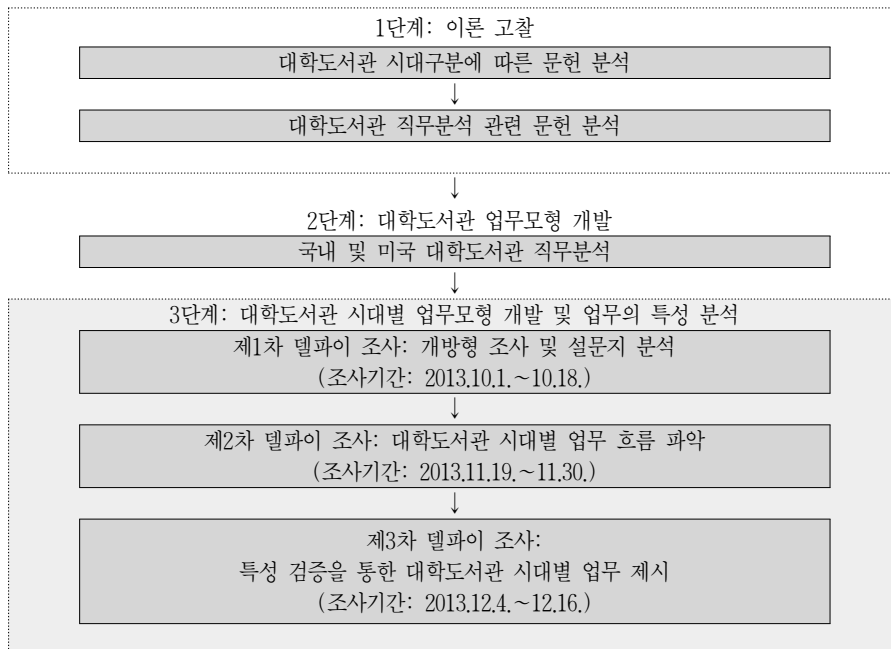 1단계: 이론 고찰
대학도서관 시대구분에 따른 문헌 분석
↓
대학도서관 직무분석 관련 문헌 분석
↓
2단계: 대학도서관 업무모형 개발
국내 및 미국 대학도서관 직무분석
↓
3단계: 대학도서관 시대별 업무모형 개발 및 업무의 특성 분석
제1차 델파이 조사: 개방형 조사 및 설문지 분석
(조사기간: 2013.10.1.~10.18.)
↓
제2차 델파이 조사: 대학도서관 시대별 업무 흐름 파악
(조사기간: 2013.11.19.~11.30.)
↓
제3차 델파이 조사:
특성 검증을 통한 대학도서관 시대별 업무 제시
(조사기간: 2013.12.4.~12.16.)